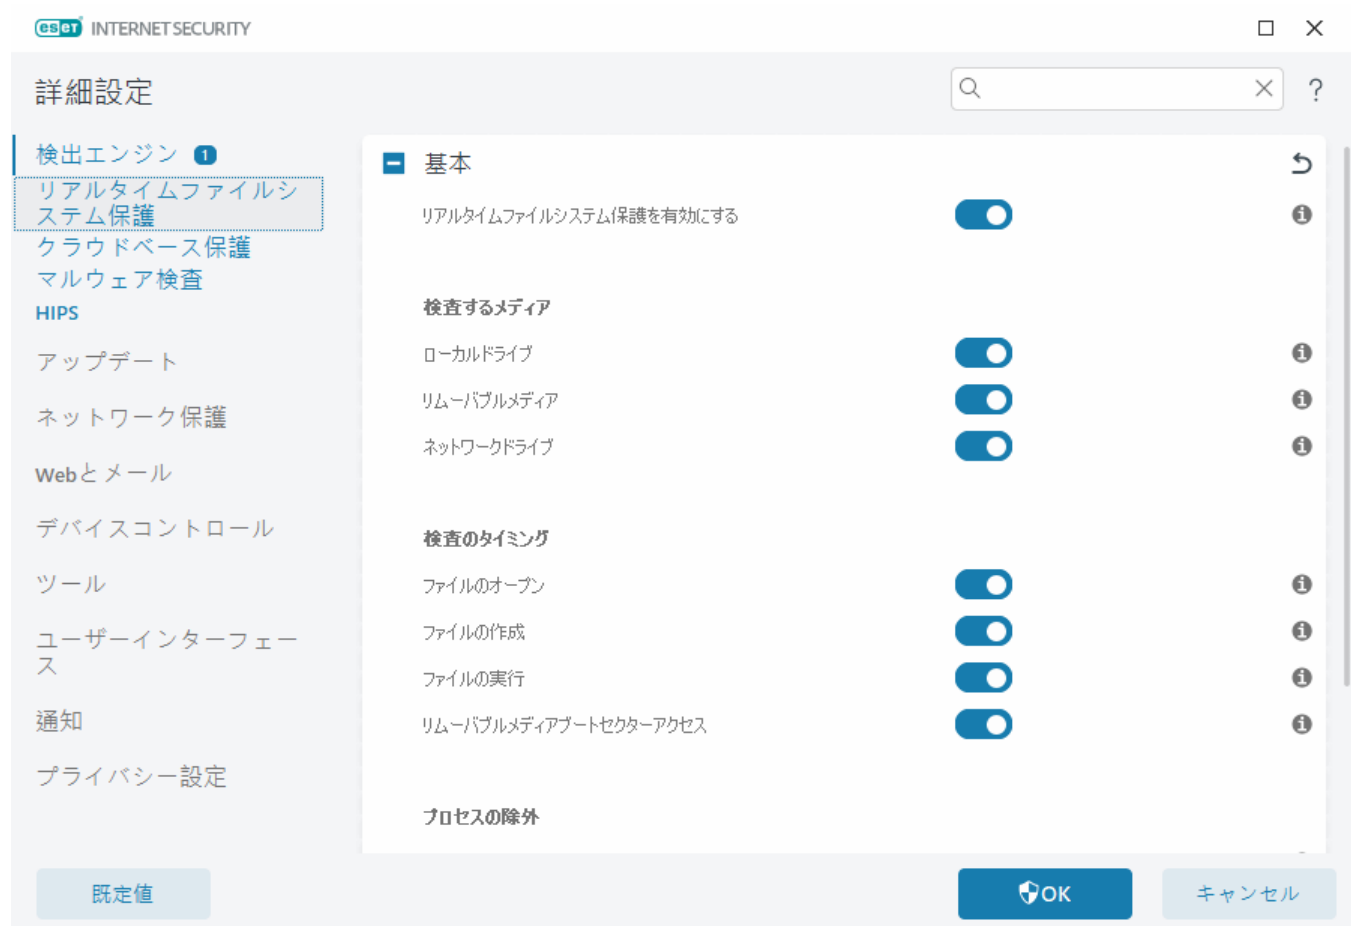 eseT INTERNET SECURITY
詳細設定
?
検出エンジン 1
リアルタイムファイルシ
ステム保護
クラウドベース保護
マルウェア検査
HIPS
アップデート
ネットワーク保護
Webとメール
デバイスコントロール
ツール
ユーザーインターフェー
ス
通知
プライバシー設定
基本
リアルタイムファイルシステム保護を有効にする
検査するメディア
ローカルドライブ
リムーバブルメディア
ネットワークドライブ
検査のタイミング
ファイルのオープン
ファイルの作成
ファイルの実行
リムーバブルメディアブートセクターアクセス
プロセスの除外
既定値
OK
キャンセル